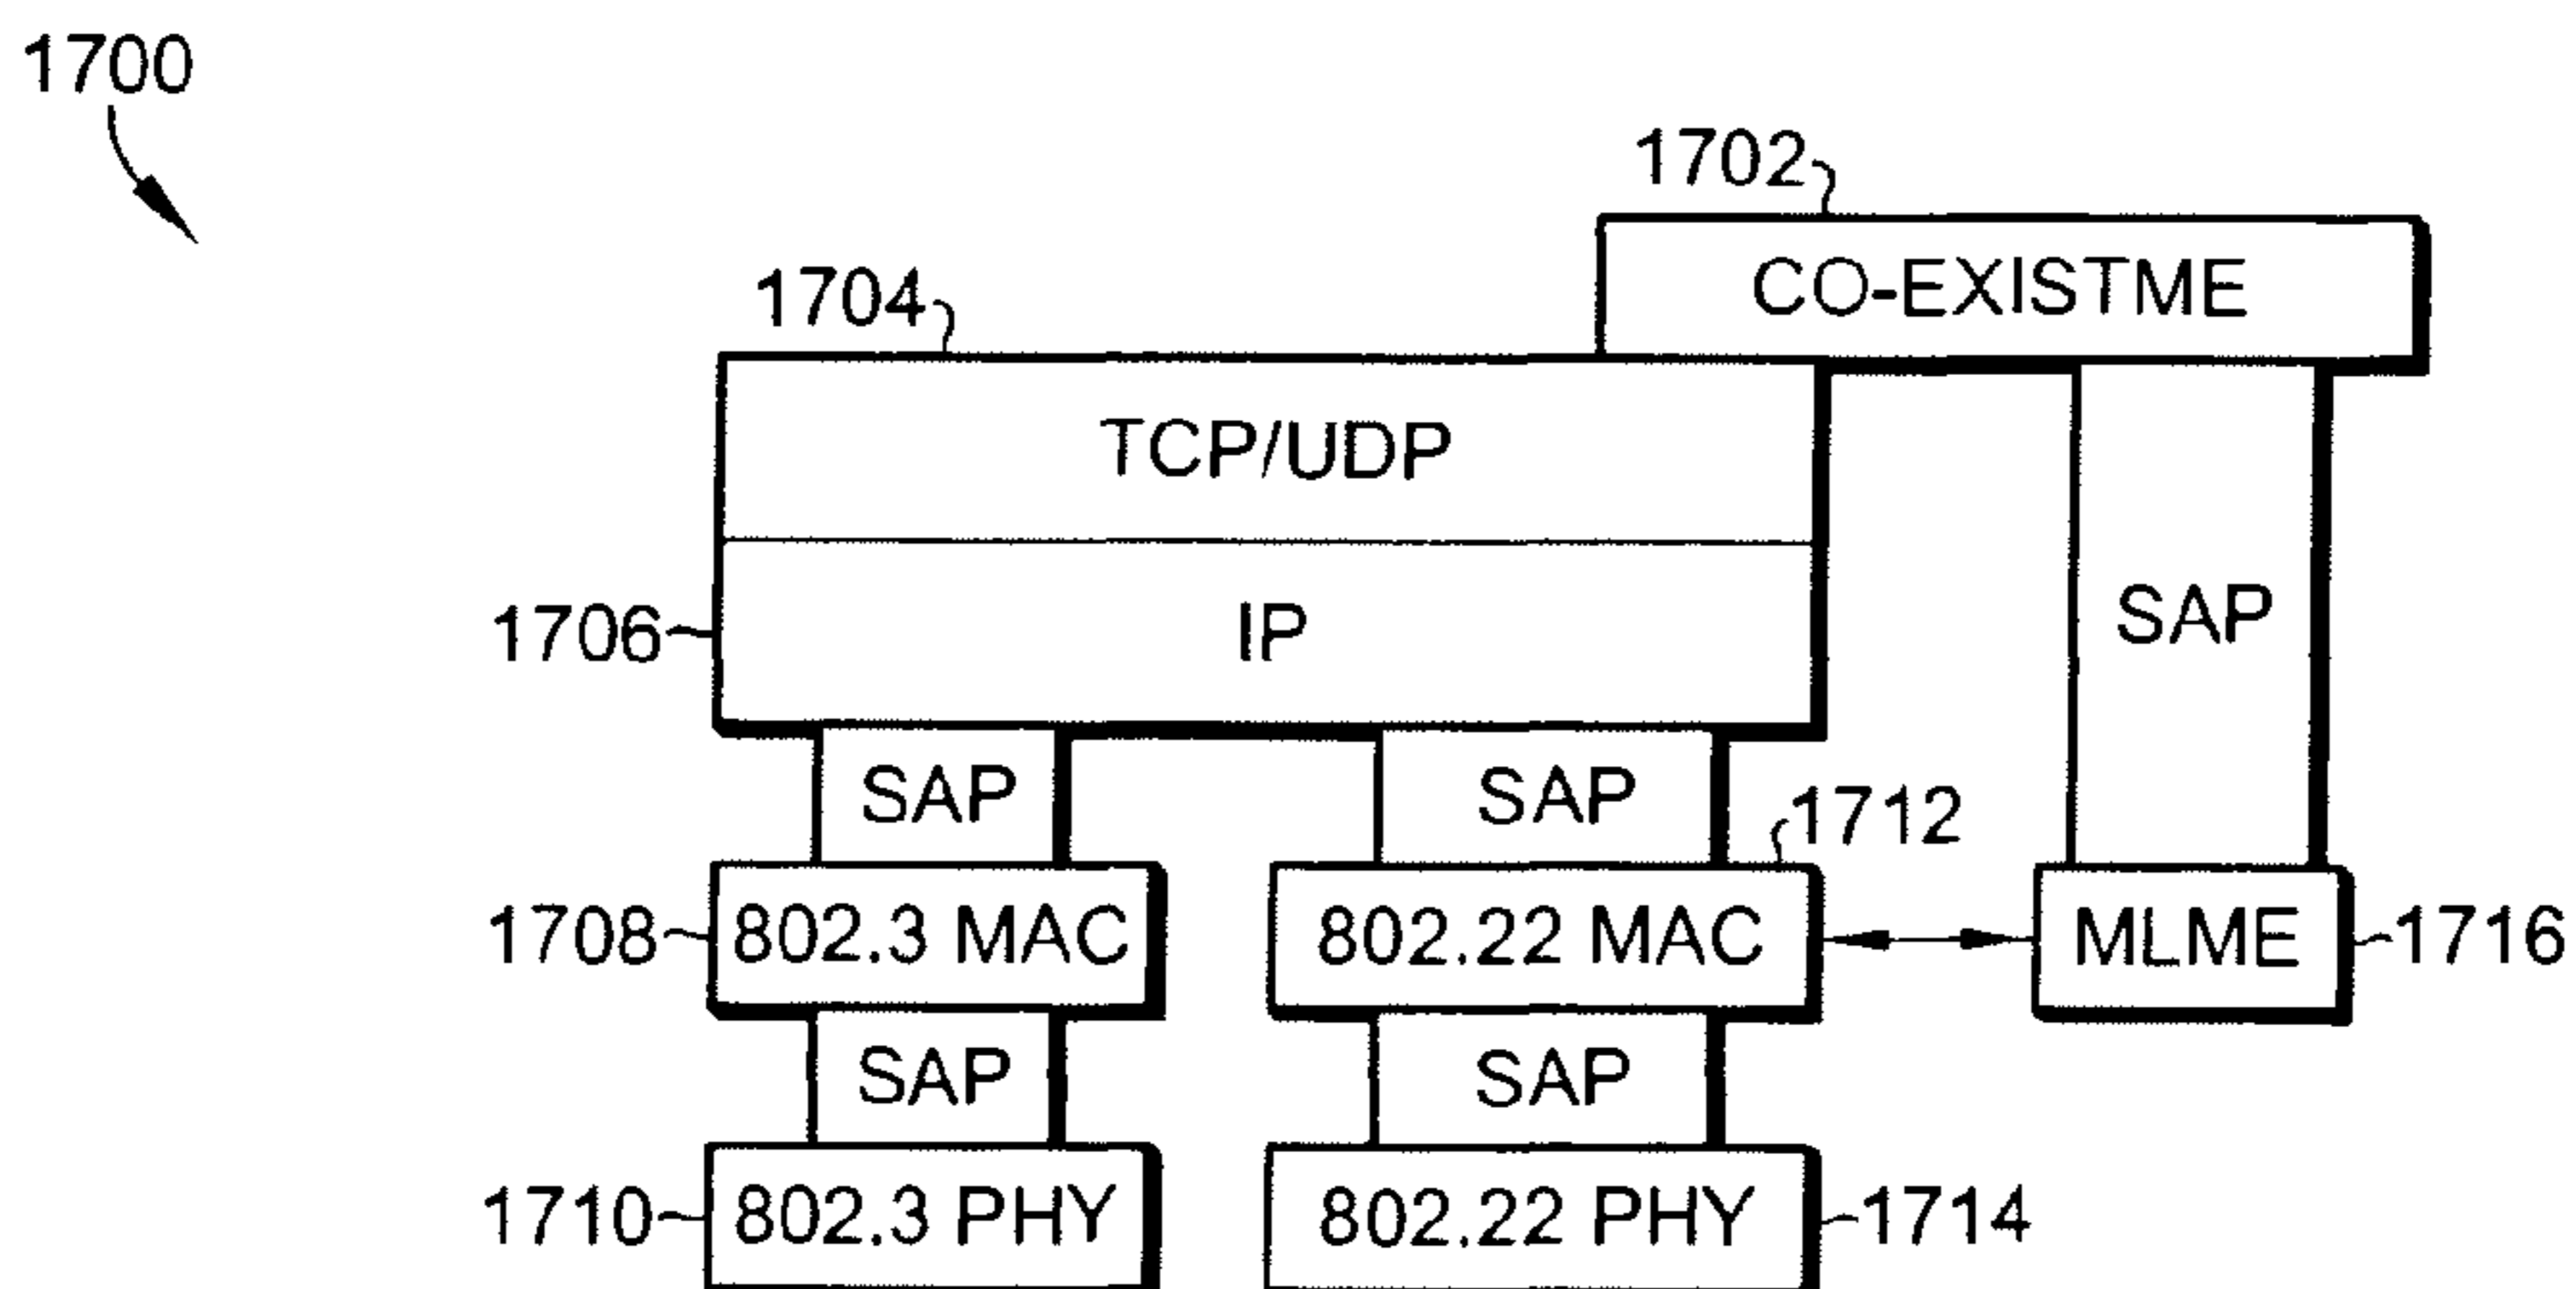 1700
1702
CO-EXISTME
1704
TCP/UDP
1706
IP
SAP
SAP
SAP
1712
1708
802.3 MAC
802.22 MAC
MLME
1716
SAP
SAP
1710
802.3 PHY
802.22 PHY
1714